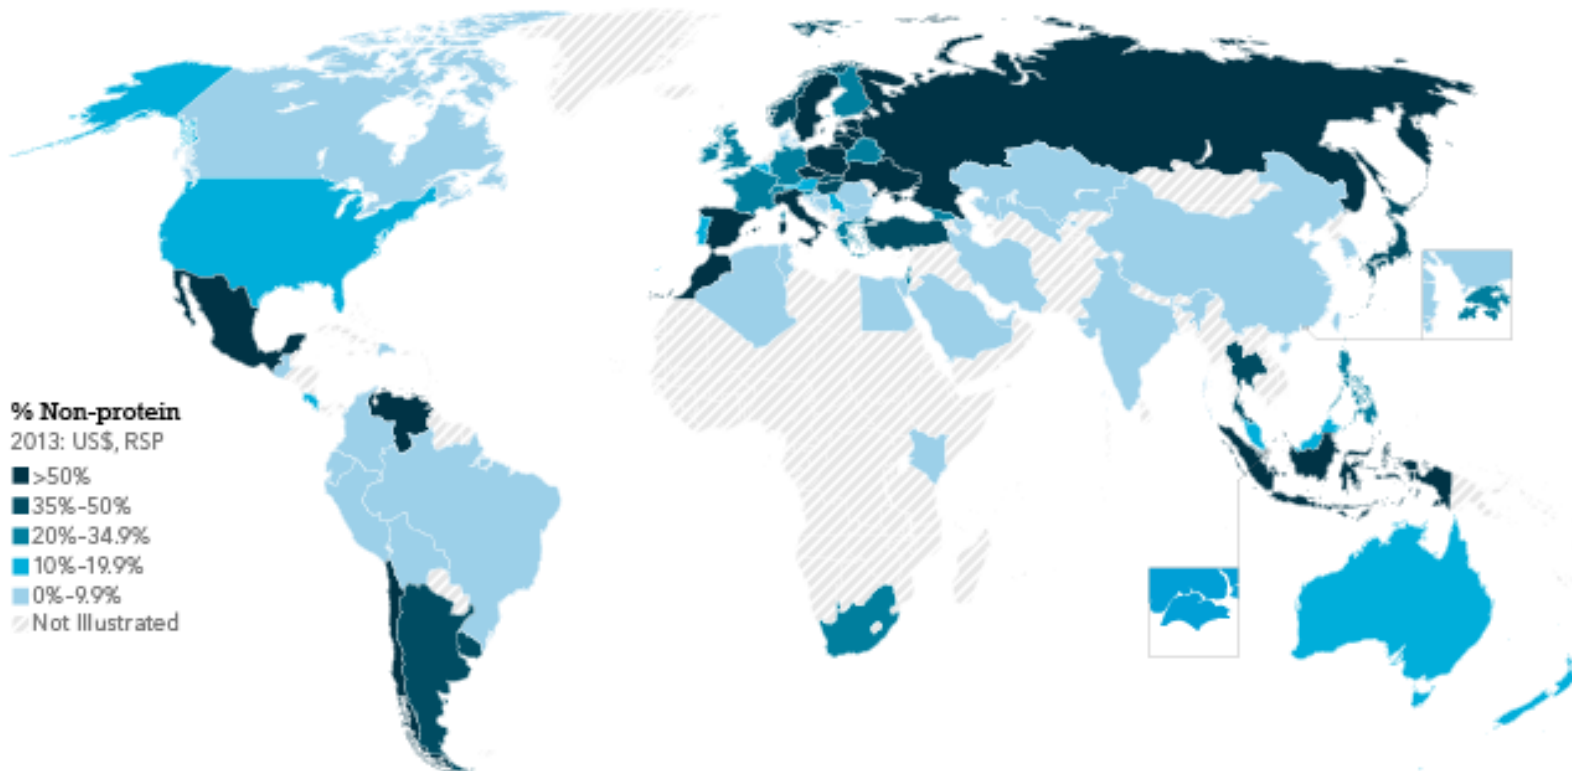 % Non-protein
2013: US$, RSP
>50%
35%-50%
20%-34.9%
10%-19.9%
0%-9.9%
Not Illustrated